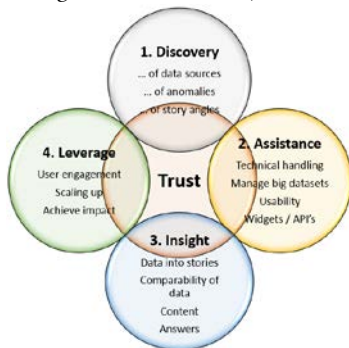 1. Discovery
... of data sources
... of anomalies
... of story angles
2. Assistance
Technical handling
Manage big datasets
Usability
Widgets / API's
Trust
3. Insight
Data into stories
Comparability of
data
Content
Answers
4. Leverage
User engagement
Scaling up
Achieve impact